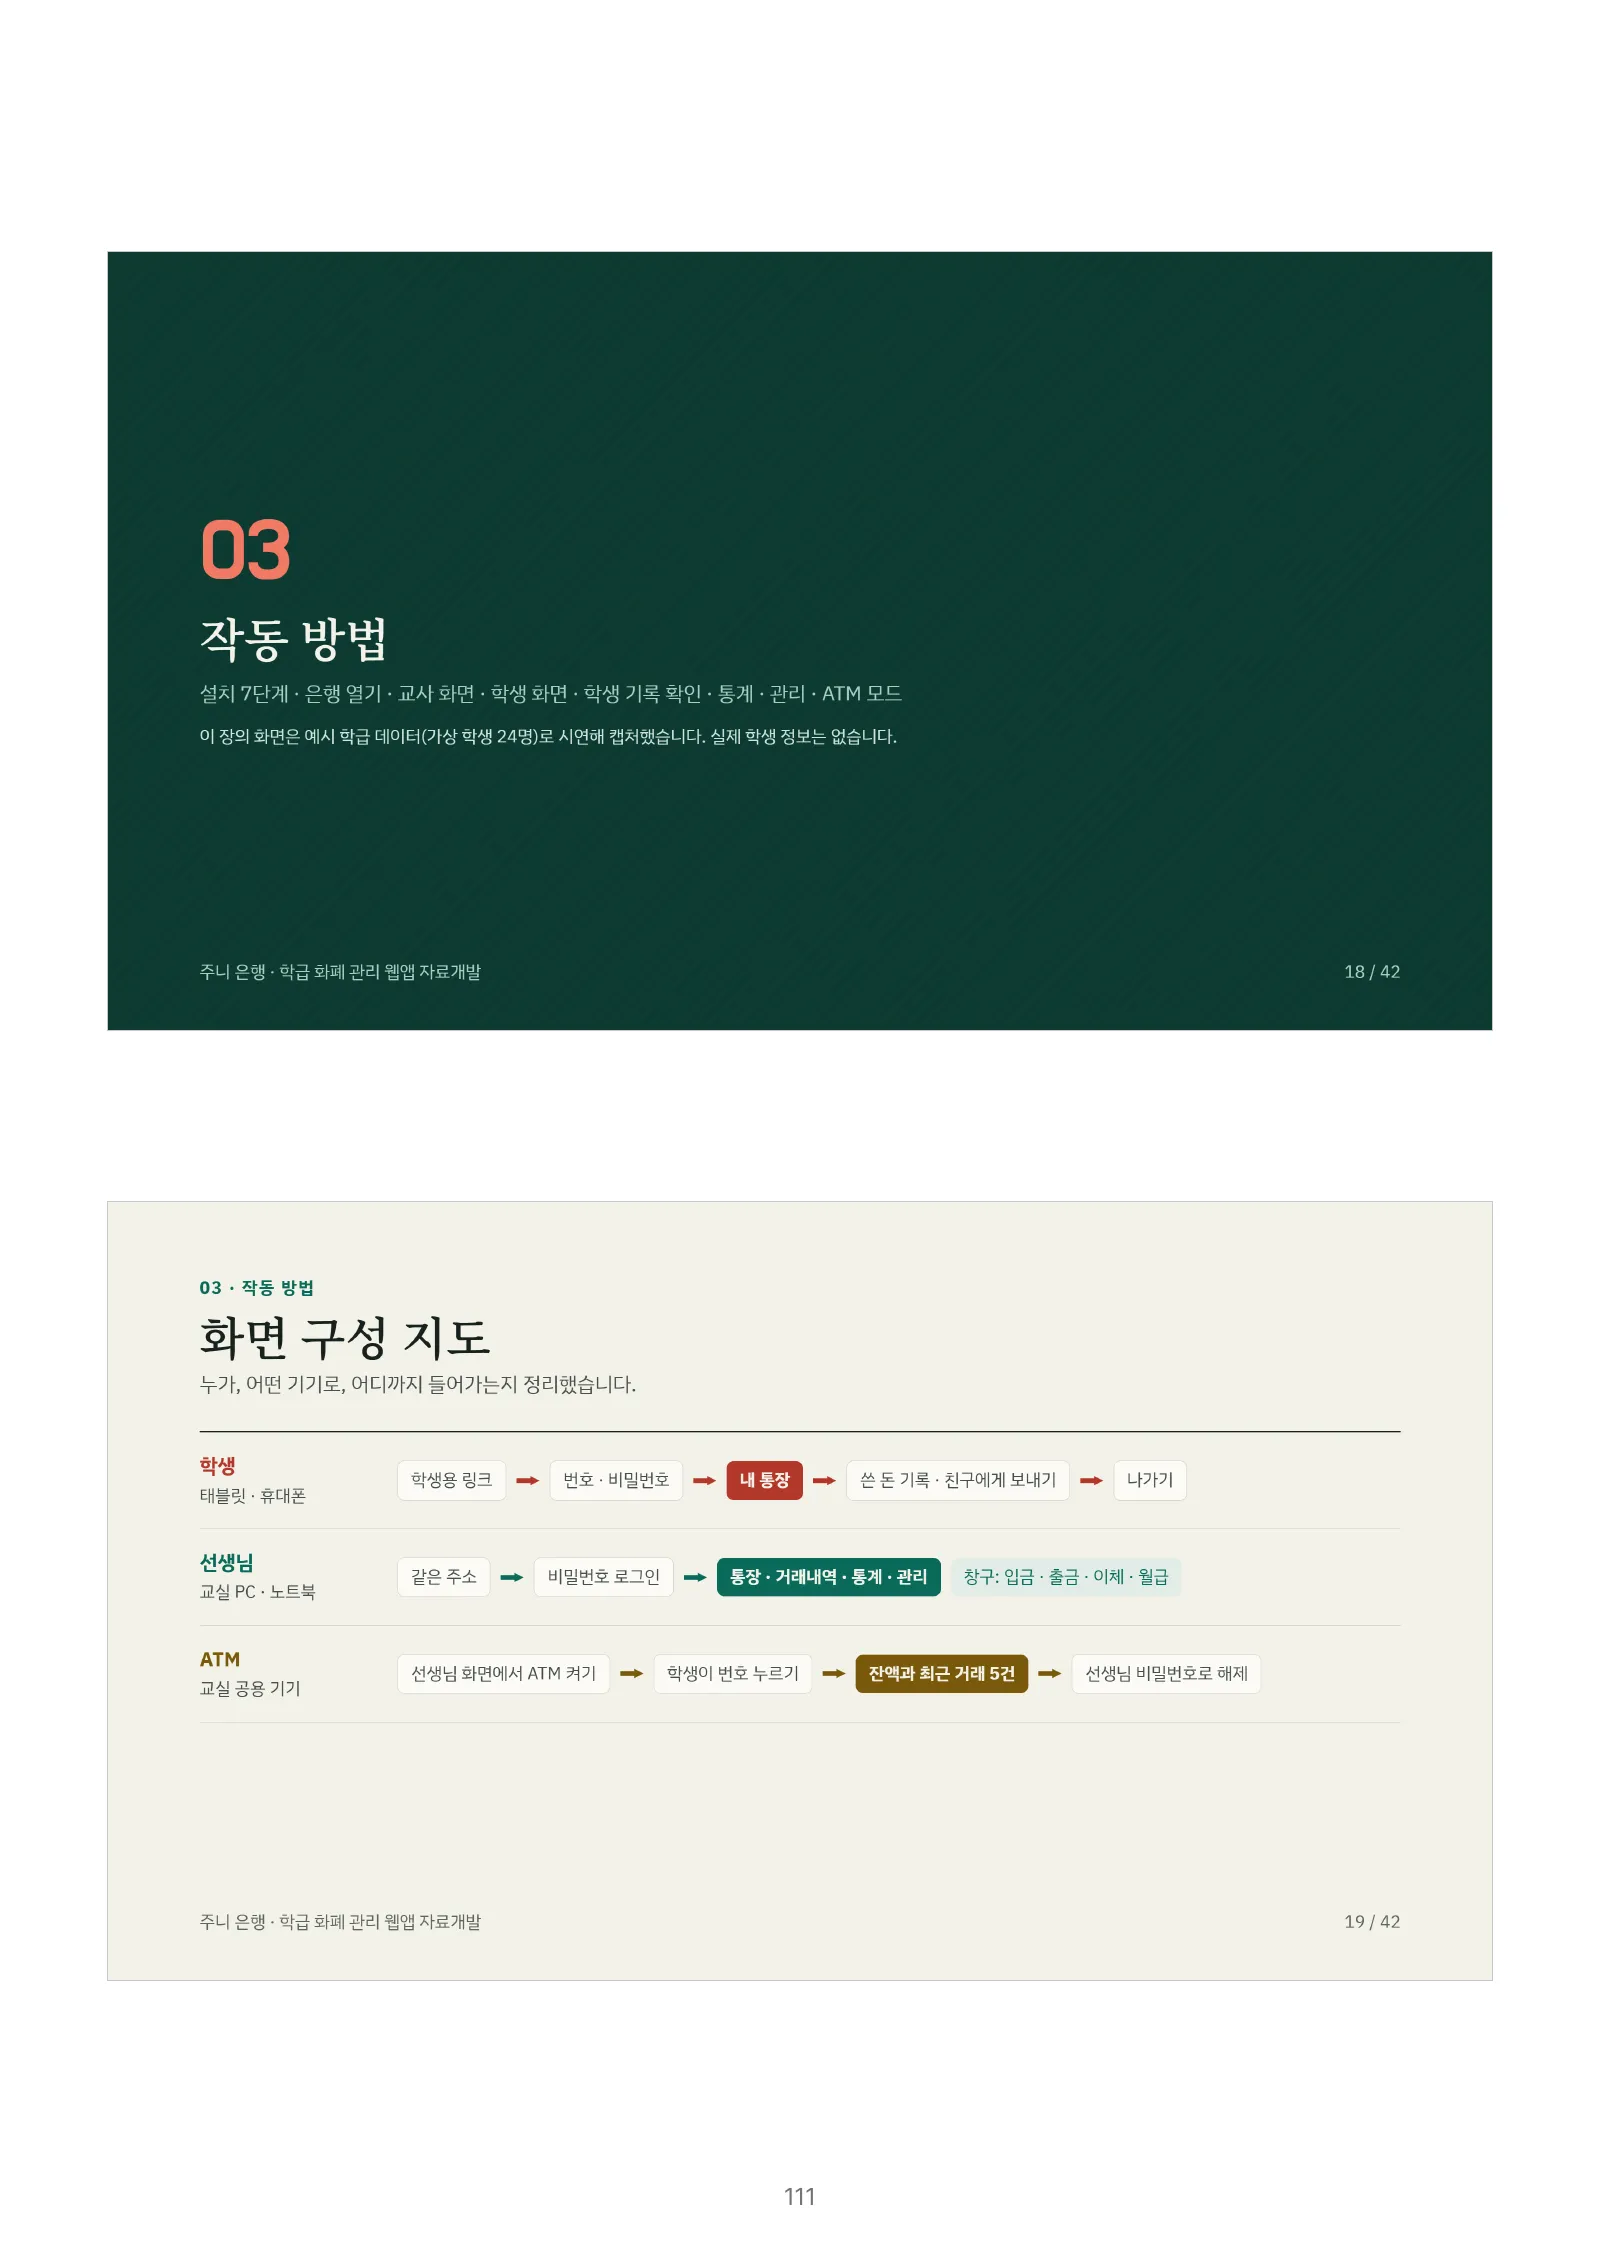 03
작동 방법
설치 7단계 · 은행 열기 · 교사 화면 · 학생 화면 · 학생 기록 확인 · 통계 · 관리 · ATM 모드
이 장의 화면은 예시 학급 데이터(가상 학생 24명)로 시연해 캡처했습니다. 실제 학생 정보는 없습니다.
주니 은행 · 학급 화폐 관리 웹앱 자료개발
18 / 42
03 · 작동 방법
화면 구성 지도
누가, 어떤 기기로, 어디까지 들어가는지 정리했습니다.
학생
태블릿 · 휴대폰
학생용 링크 ➡ 번호 · 비밀번호 ➡ 내 통장 ➡ 쓴 돈 기록 · 친구에게 보내기 ➡ 나가기
선생님
교실 PC · 노트북
같은 주소 ➡ 비밀번호 로그인 ➡ 통장 · 거래내역 · 통계 · 관리 창구: 입금 · 출금 · 이체 · 월급
ATM
교실 공용 기기
선생님 화면에서 ATM 켜기 ➡ 학생이 번호 누르기 ➡ 잔액과 최근 거래 5건 ➡ 선생님 비밀번호로 해제
주니 은행 · 학급 화폐 관리 웹앱 자료개발
19 / 42
111